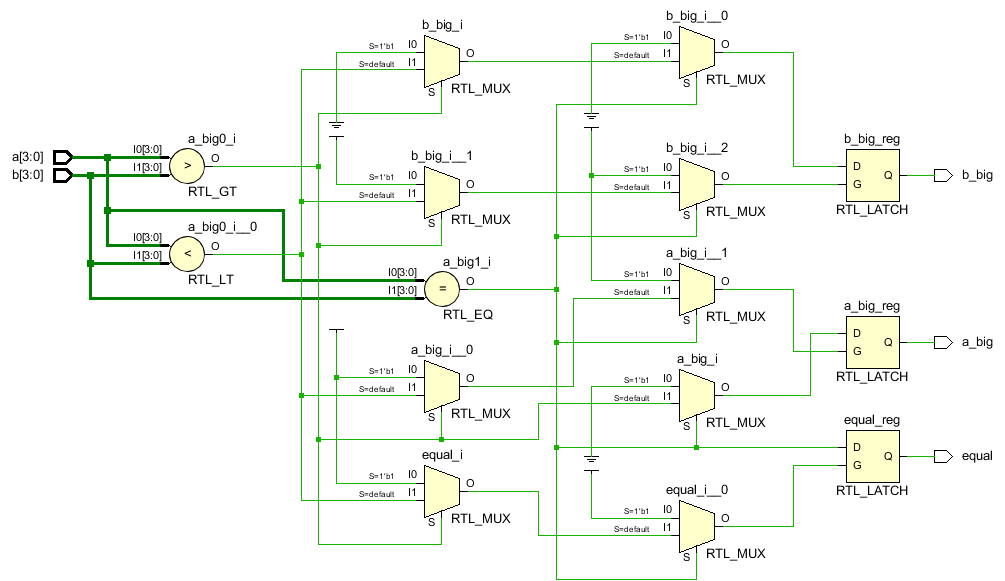 b_big_i
S=1'b1 I0
S=default I1
O
S
RTL_MUX
b_big_i__0
S=1'b1 I0
S=default I1
O
S
RTL_MUX
a[3:0]
b[3:0]
a_big0_i
I0[3:0]
I1[3:0]
>
O
RTL_GT
b_big_i__1
S=1'b1 I0
S=default I1
O
S
RTL_MUX
b_big_i__2
S=1'b1 I0
S=default I1
O
S
RTL_MUX
b_big_reg
D
G
Q
RTL_LATCH
b_big
a_big0_i__0
I0[3:0]
I1[3:0]
<
O
RTL_LT
a_big1_i
I0[3:0]
I1[3:0]
=
O
RTL_EQ
a_big_i__1
S=1'b1 I0
S=default I1
O
S
RTL_MUX
a_big_reg
D
G
Q
RTL_LATCH
a_big
a_big_i__0
S=1'b1 I0
S=default I1
O
S
RTL_MUX
a_big_i
S=1'b1 I0
S=default I1
O
S
RTL_MUX
equal_reg
D
G
Q
RTL_LATCH
equal
equal_i
S=1'b1 I0
S=default I1
O
S
RTL_MUX
equal_i__0
S=1'b1 I0
S=default I1
O
S
RTL_MUX